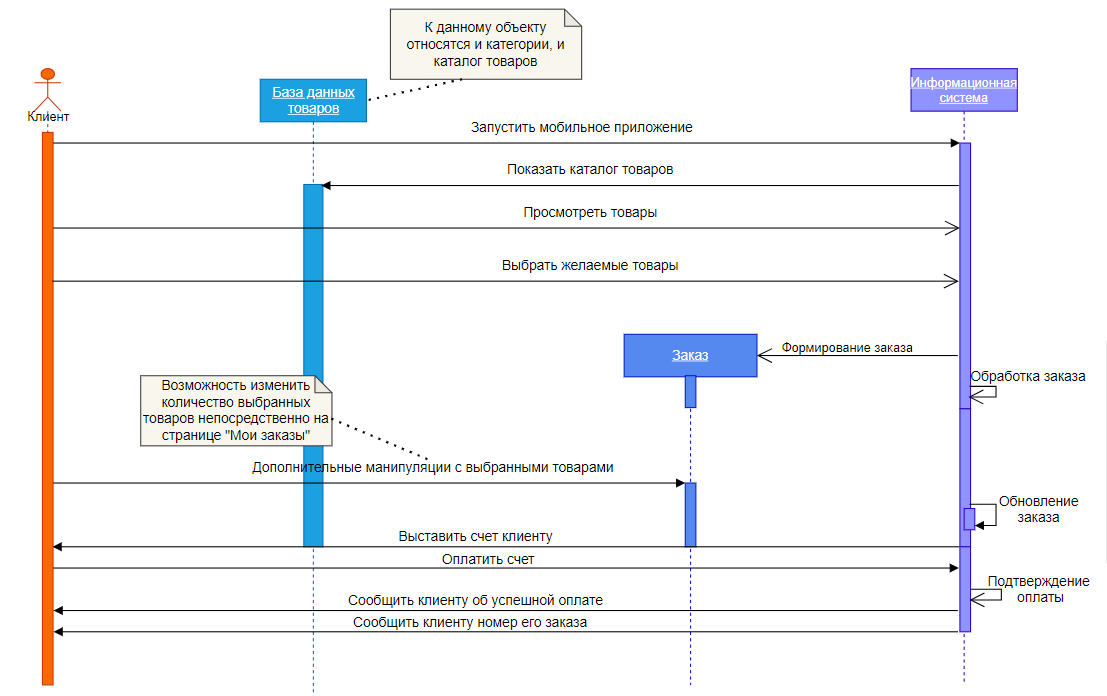 К данному объекту
относятся и категории, и
каталог товаров
Клиент
База данных
товаров
Информационная
система
Запустить мобильное приложение
Показать каталог товаров
Просмотреть товары
Выбрать желаемые товары
Заказ
Формирование заказа
Обработка заказа
Возможность изменить
количество выбранных
товаров непосредственно на
странице "Мои заказы"
Дополнительные манипуляции с выбранными товарами
Обновление
заказа
Выставить счет клиенту
Оплатить счет
Подтверждение
оплаты
Сообщить клиенту об успешной оплате
Сообщить клиенту номер его заказа